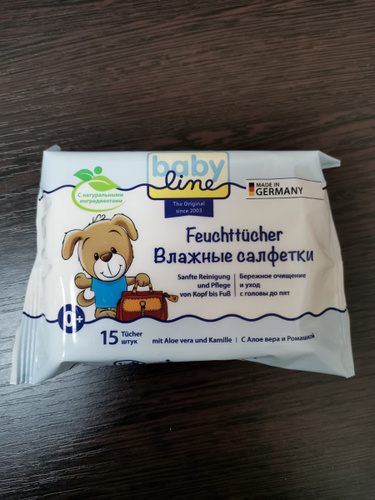 baby
line
The Original
since 2003
С натуральными
ингредиентами
MADE IN
GERMANY
Feuchttücher
Влажные салфетки
Sanfte Reinigung
und Pflege
von Kopf bis Fuß
Бережное очищение
и уход
с головы до пят
0+
15 Tücher
штук
mit Aloe vera und Kamille | С Алое вера и Ромашкой